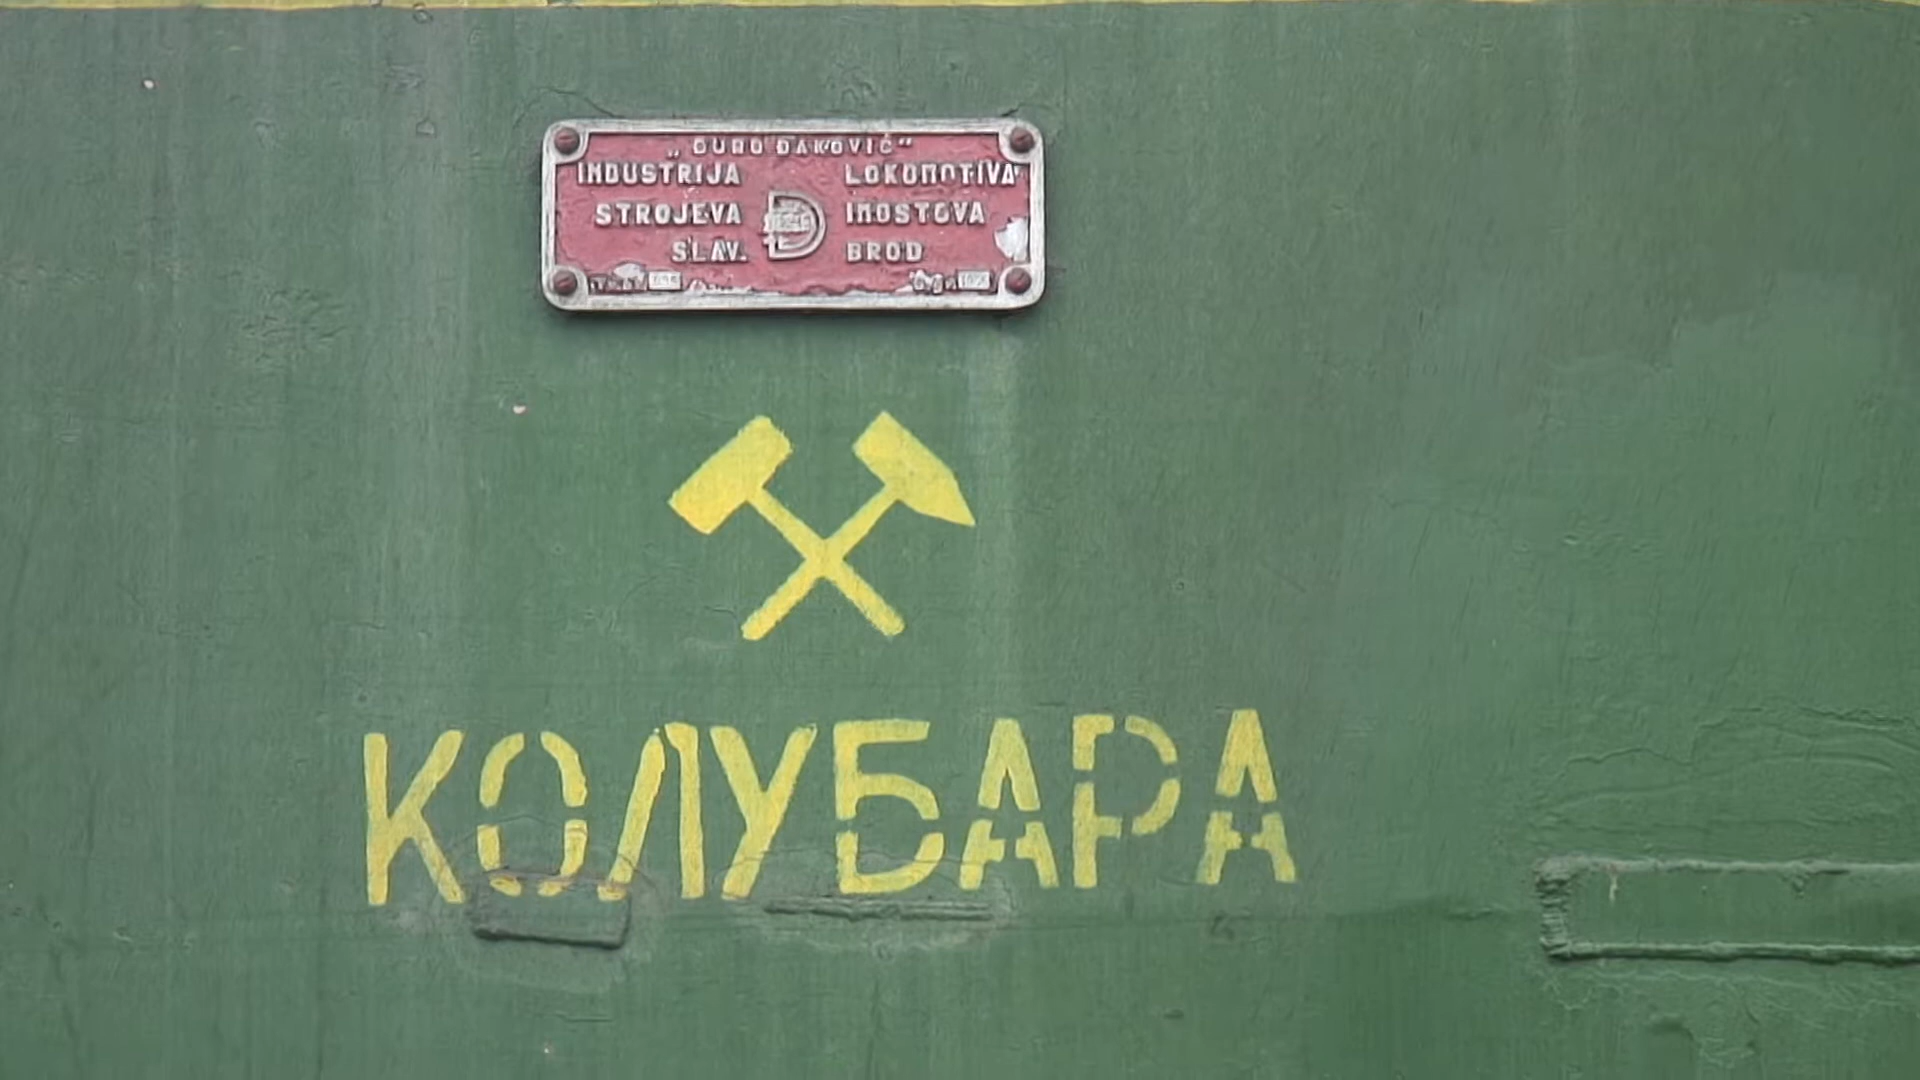 „ĐURO ĐAKOVIĆ“
INDUSTRIJA LOKOMOTIVA
STROJEVA I MOSTOVA
SLAV. BROD
КОЛУБАРА